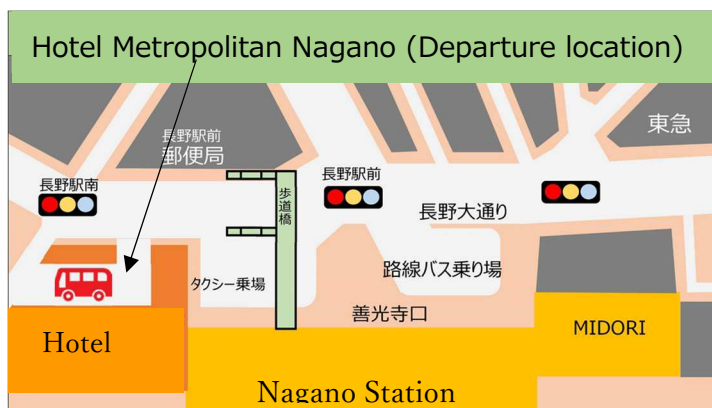 Hotel Metropolitan Nagano (Departure location)
長野駅前
郵便局
東急
長野駅南
歩道橋
長野駅前
長野大通り
タクシー乗場
路線バス乗り場
善光寺口
MIDORI
Hotel
Nagano Station